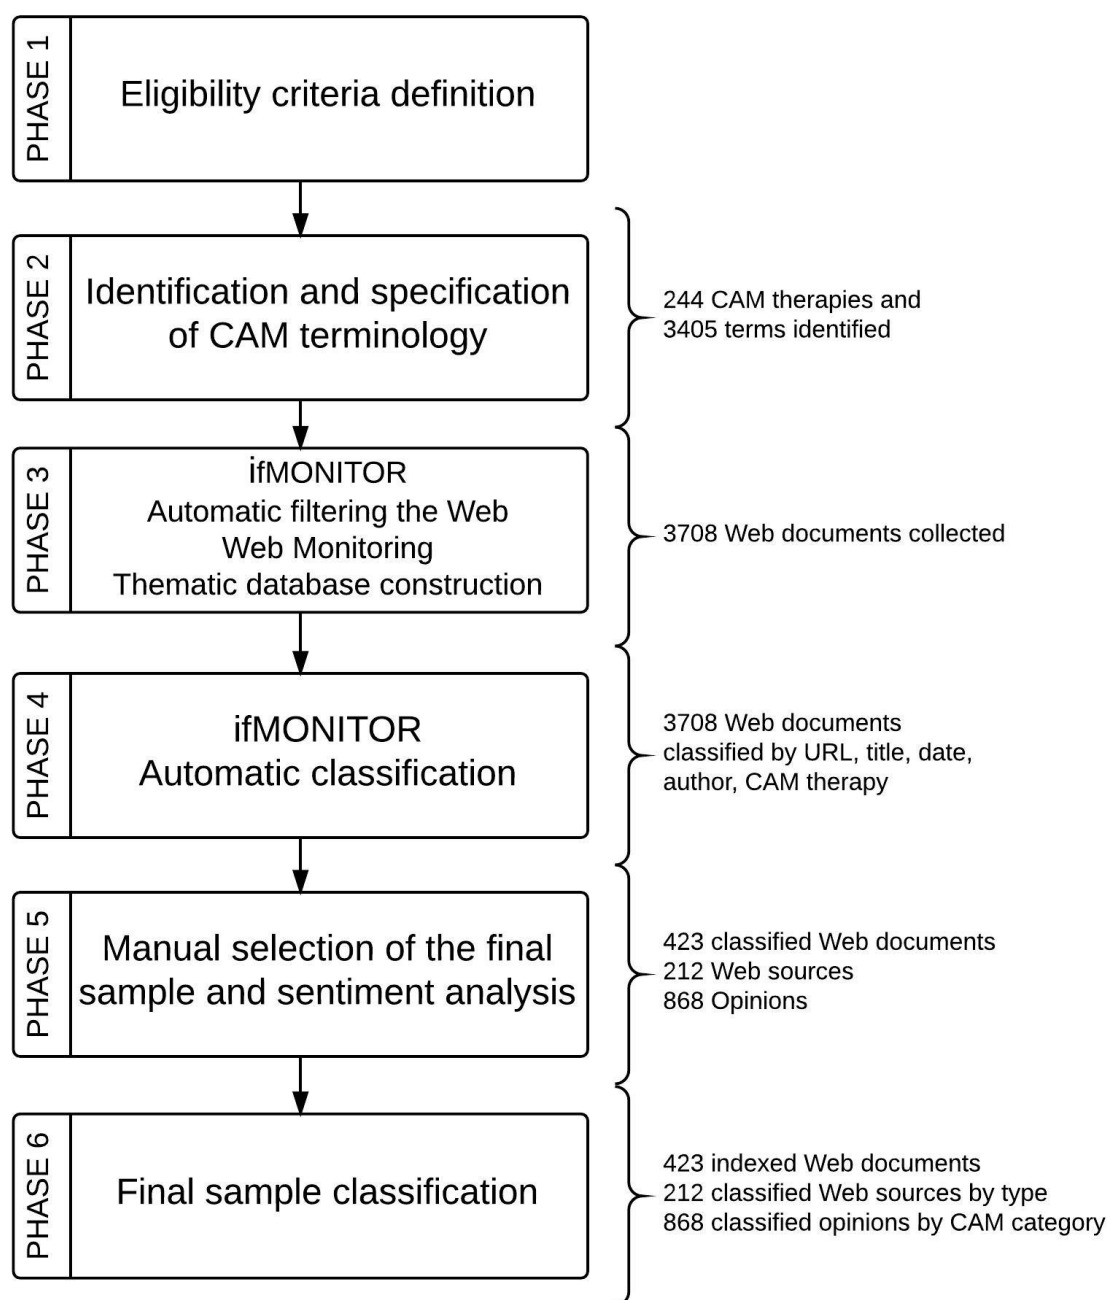 PHASE 1
Eligibility criteria definition
PHASE 2
Identification and specification
of CAM terminology
244 CAM therapies and
3405 terms identified
PHASE 3
ifMONITOR
Automatic filtering the Web
Web Monitoring
Thematic database construction
3708 Web documents collected
PHASE 4
ifMONITOR
Automatic classification
3708 Web documents
classified by URL, title, date,
author, CAM therapy
PHASE 5
Manual selection of the final
sample and sentiment analysis
423 classified Web documents
212 Web sources
868 Opinions
PHASE 6
Final sample classification
423 indexed Web documents
212 classified Web sources by type
868 classified opinions by CAM category